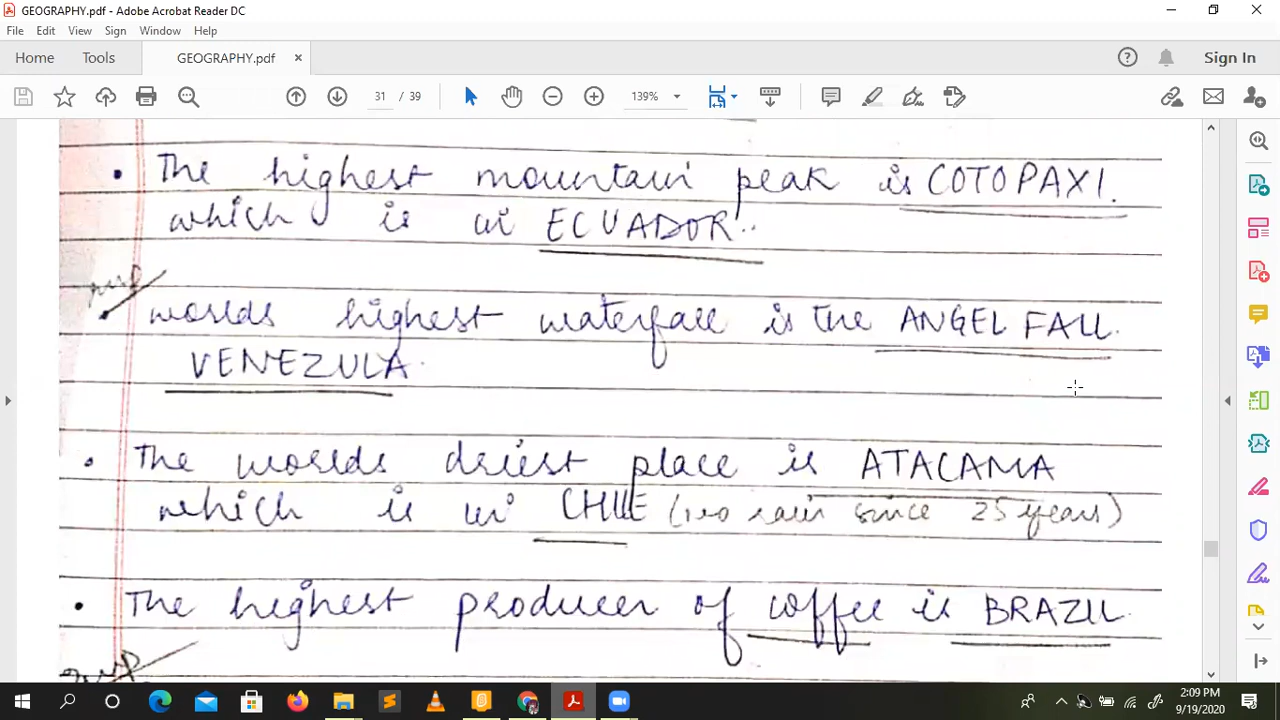 GEOGRAPHY.pdf - Adobe Acrobat Reader DC
File Edit View Sign Window Help
Home Tools GEOGRAPHY.pdf × Sign In
31 / 39 139%
• The highest mountain peak is COTOPAXI.
which is in ECUADOR..
imp
• worlds highest waterfall is the ANGEL FALL.
VENEZULA.
• The worlds driest place is ATACAMA
which is in CHILE (no rain since 25 years)
• The highest producer of coffee is BRAZIL.
imp
2:09 PM
9/19/2020